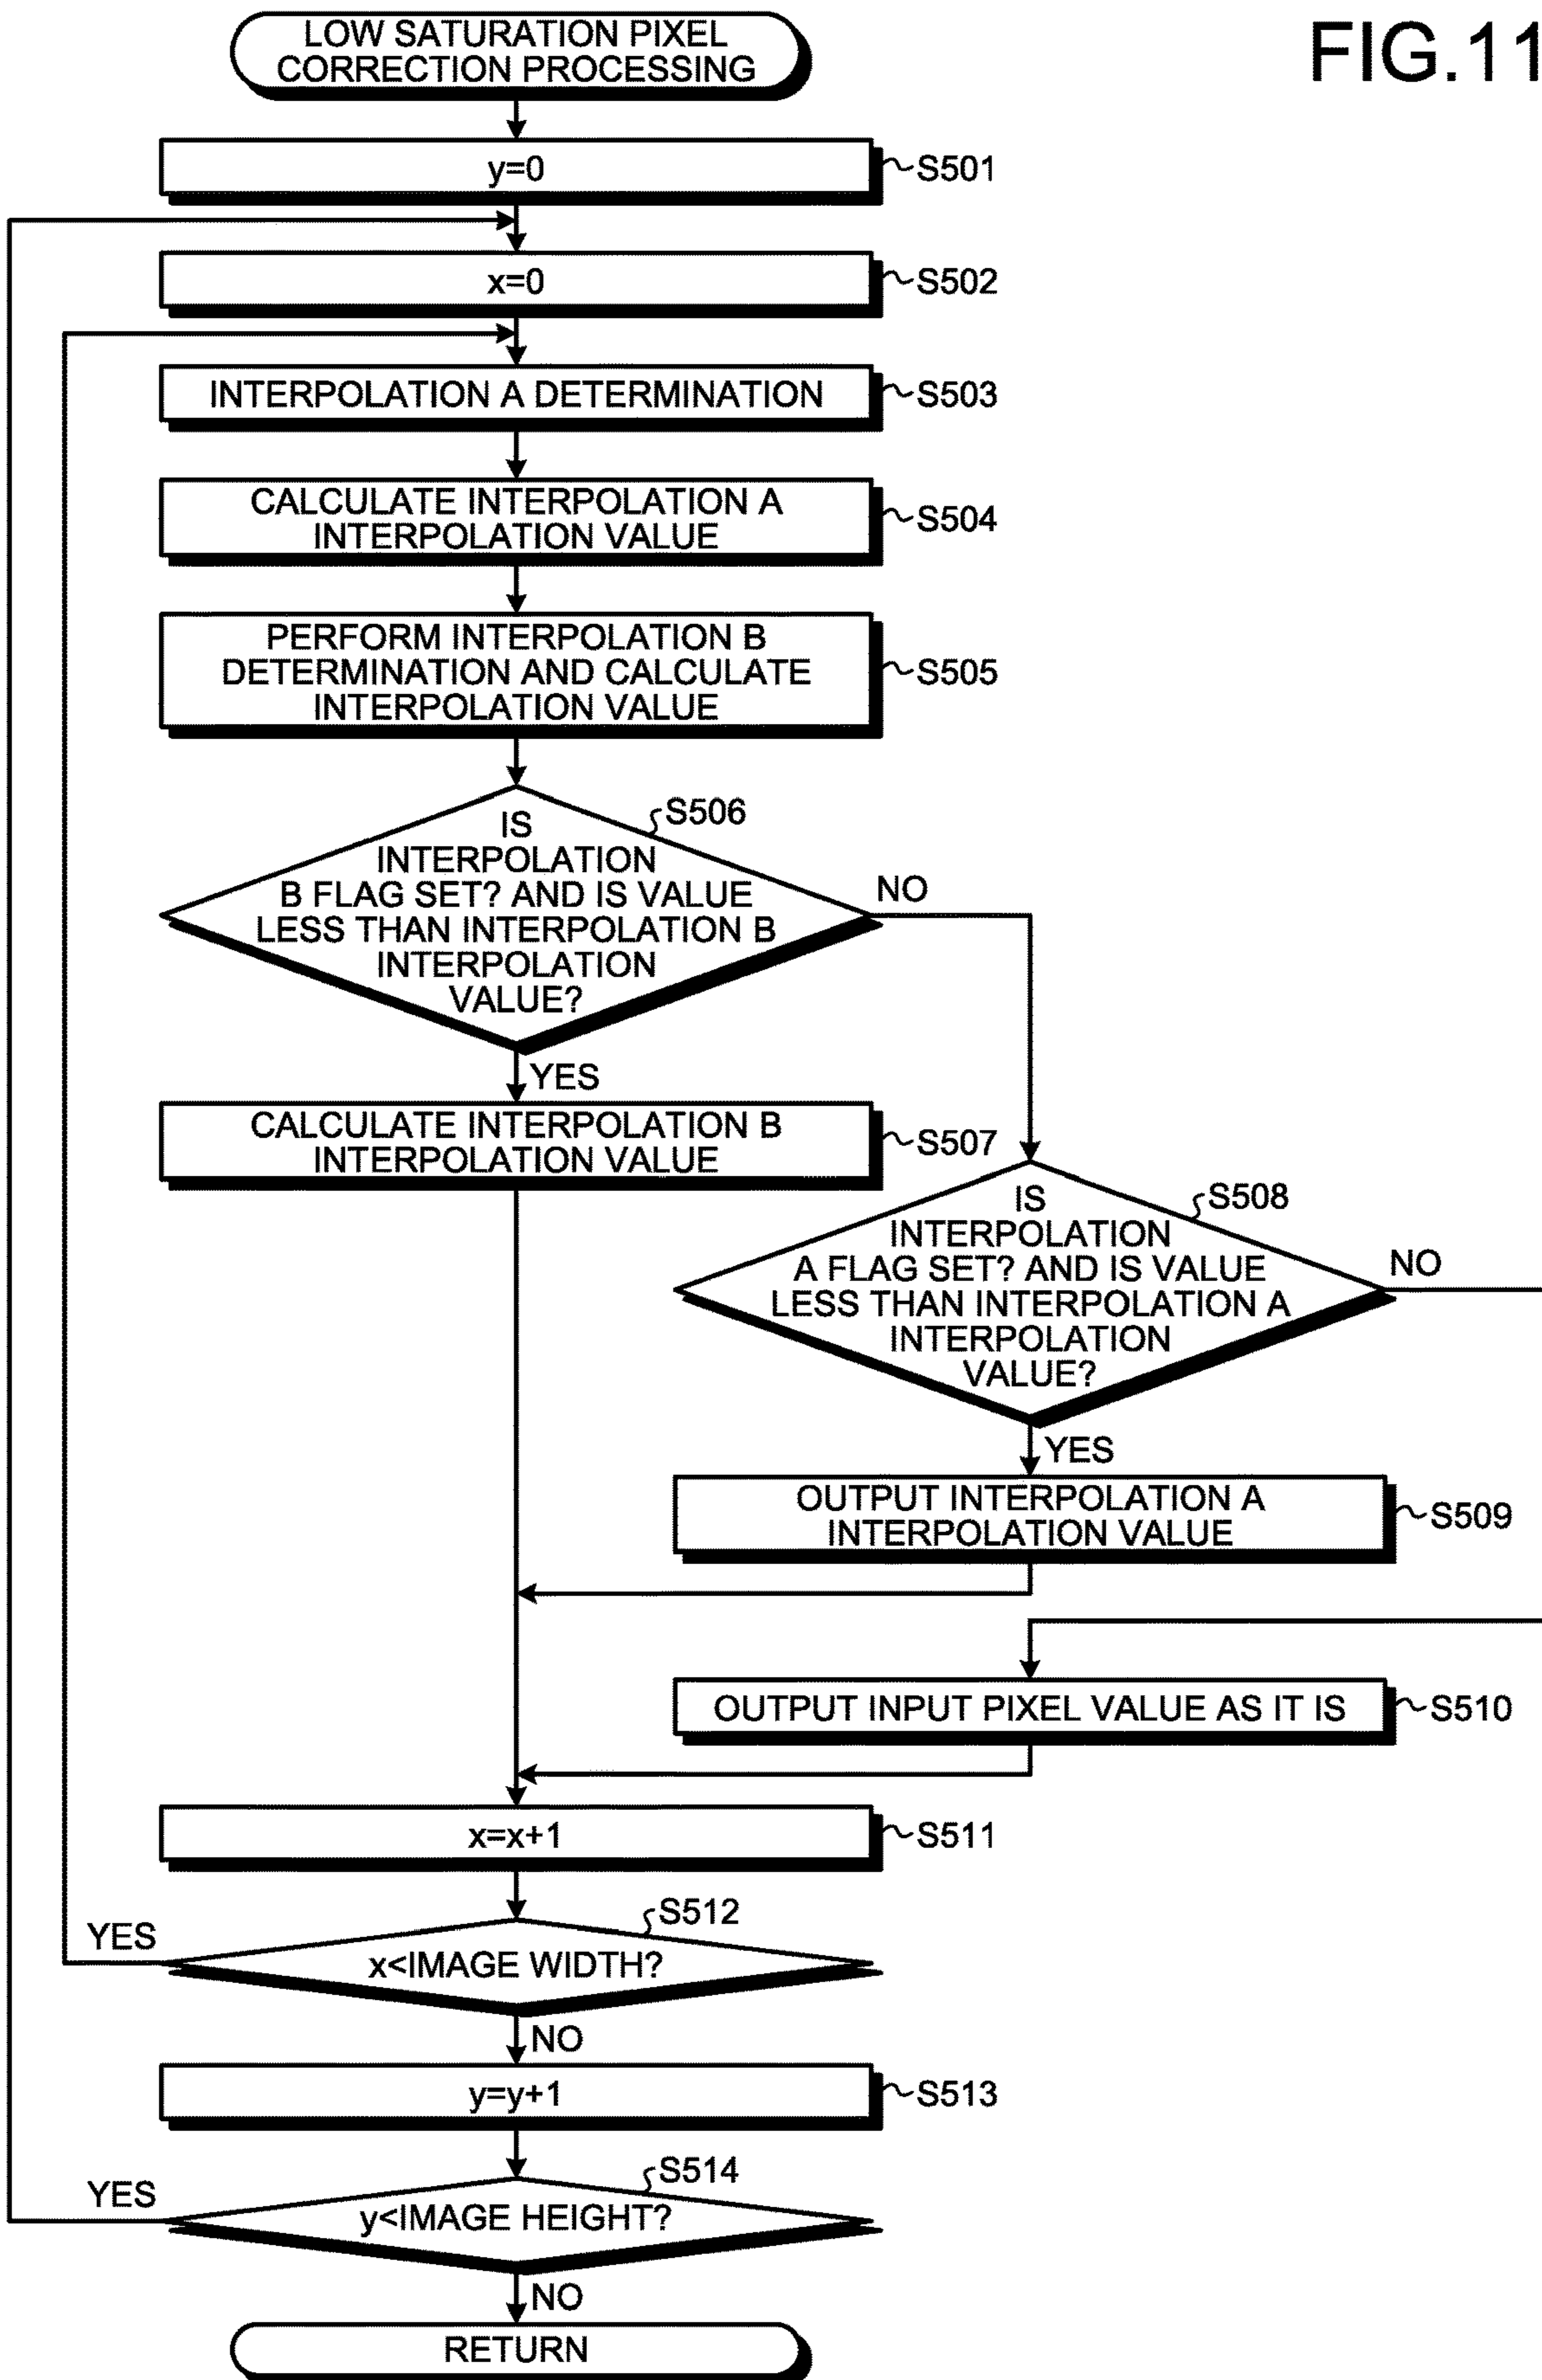 FIG.11
LOW SATURATION PIXEL
CORRECTION PROCESSING
y=0
S501
x=0
S502
INTERPOLATION A DETERMINATION
S503
CALCULATE INTERPOLATION A
INTERPOLATION VALUE
S504
PERFORM INTERPOLATION B
DETERMINATION AND CALCULATE
INTERPOLATION VALUE
S505
S506
IS
INTERPOLATION
B FLAG SET? AND IS VALUE
LESS THAN INTERPOLATION B
INTERPOLATION
VALUE?
NO
YES
CALCULATE INTERPOLATION B
INTERPOLATION VALUE
S507
S508
IS
INTERPOLATION
A FLAG SET? AND IS VALUE
LESS THAN INTERPOLATION A
INTERPOLATION
VALUE?
NO
YES
OUTPUT INTERPOLATION A
INTERPOLATION VALUE
S509
OUTPUT INPUT PIXEL VALUE AS IT IS
S510
x=x+1
S511
S512
YES
x<IMAGE WIDTH?
NO
y=y+1
S513
S514
YES
y<IMAGE HEIGHT?
NO
RETURN